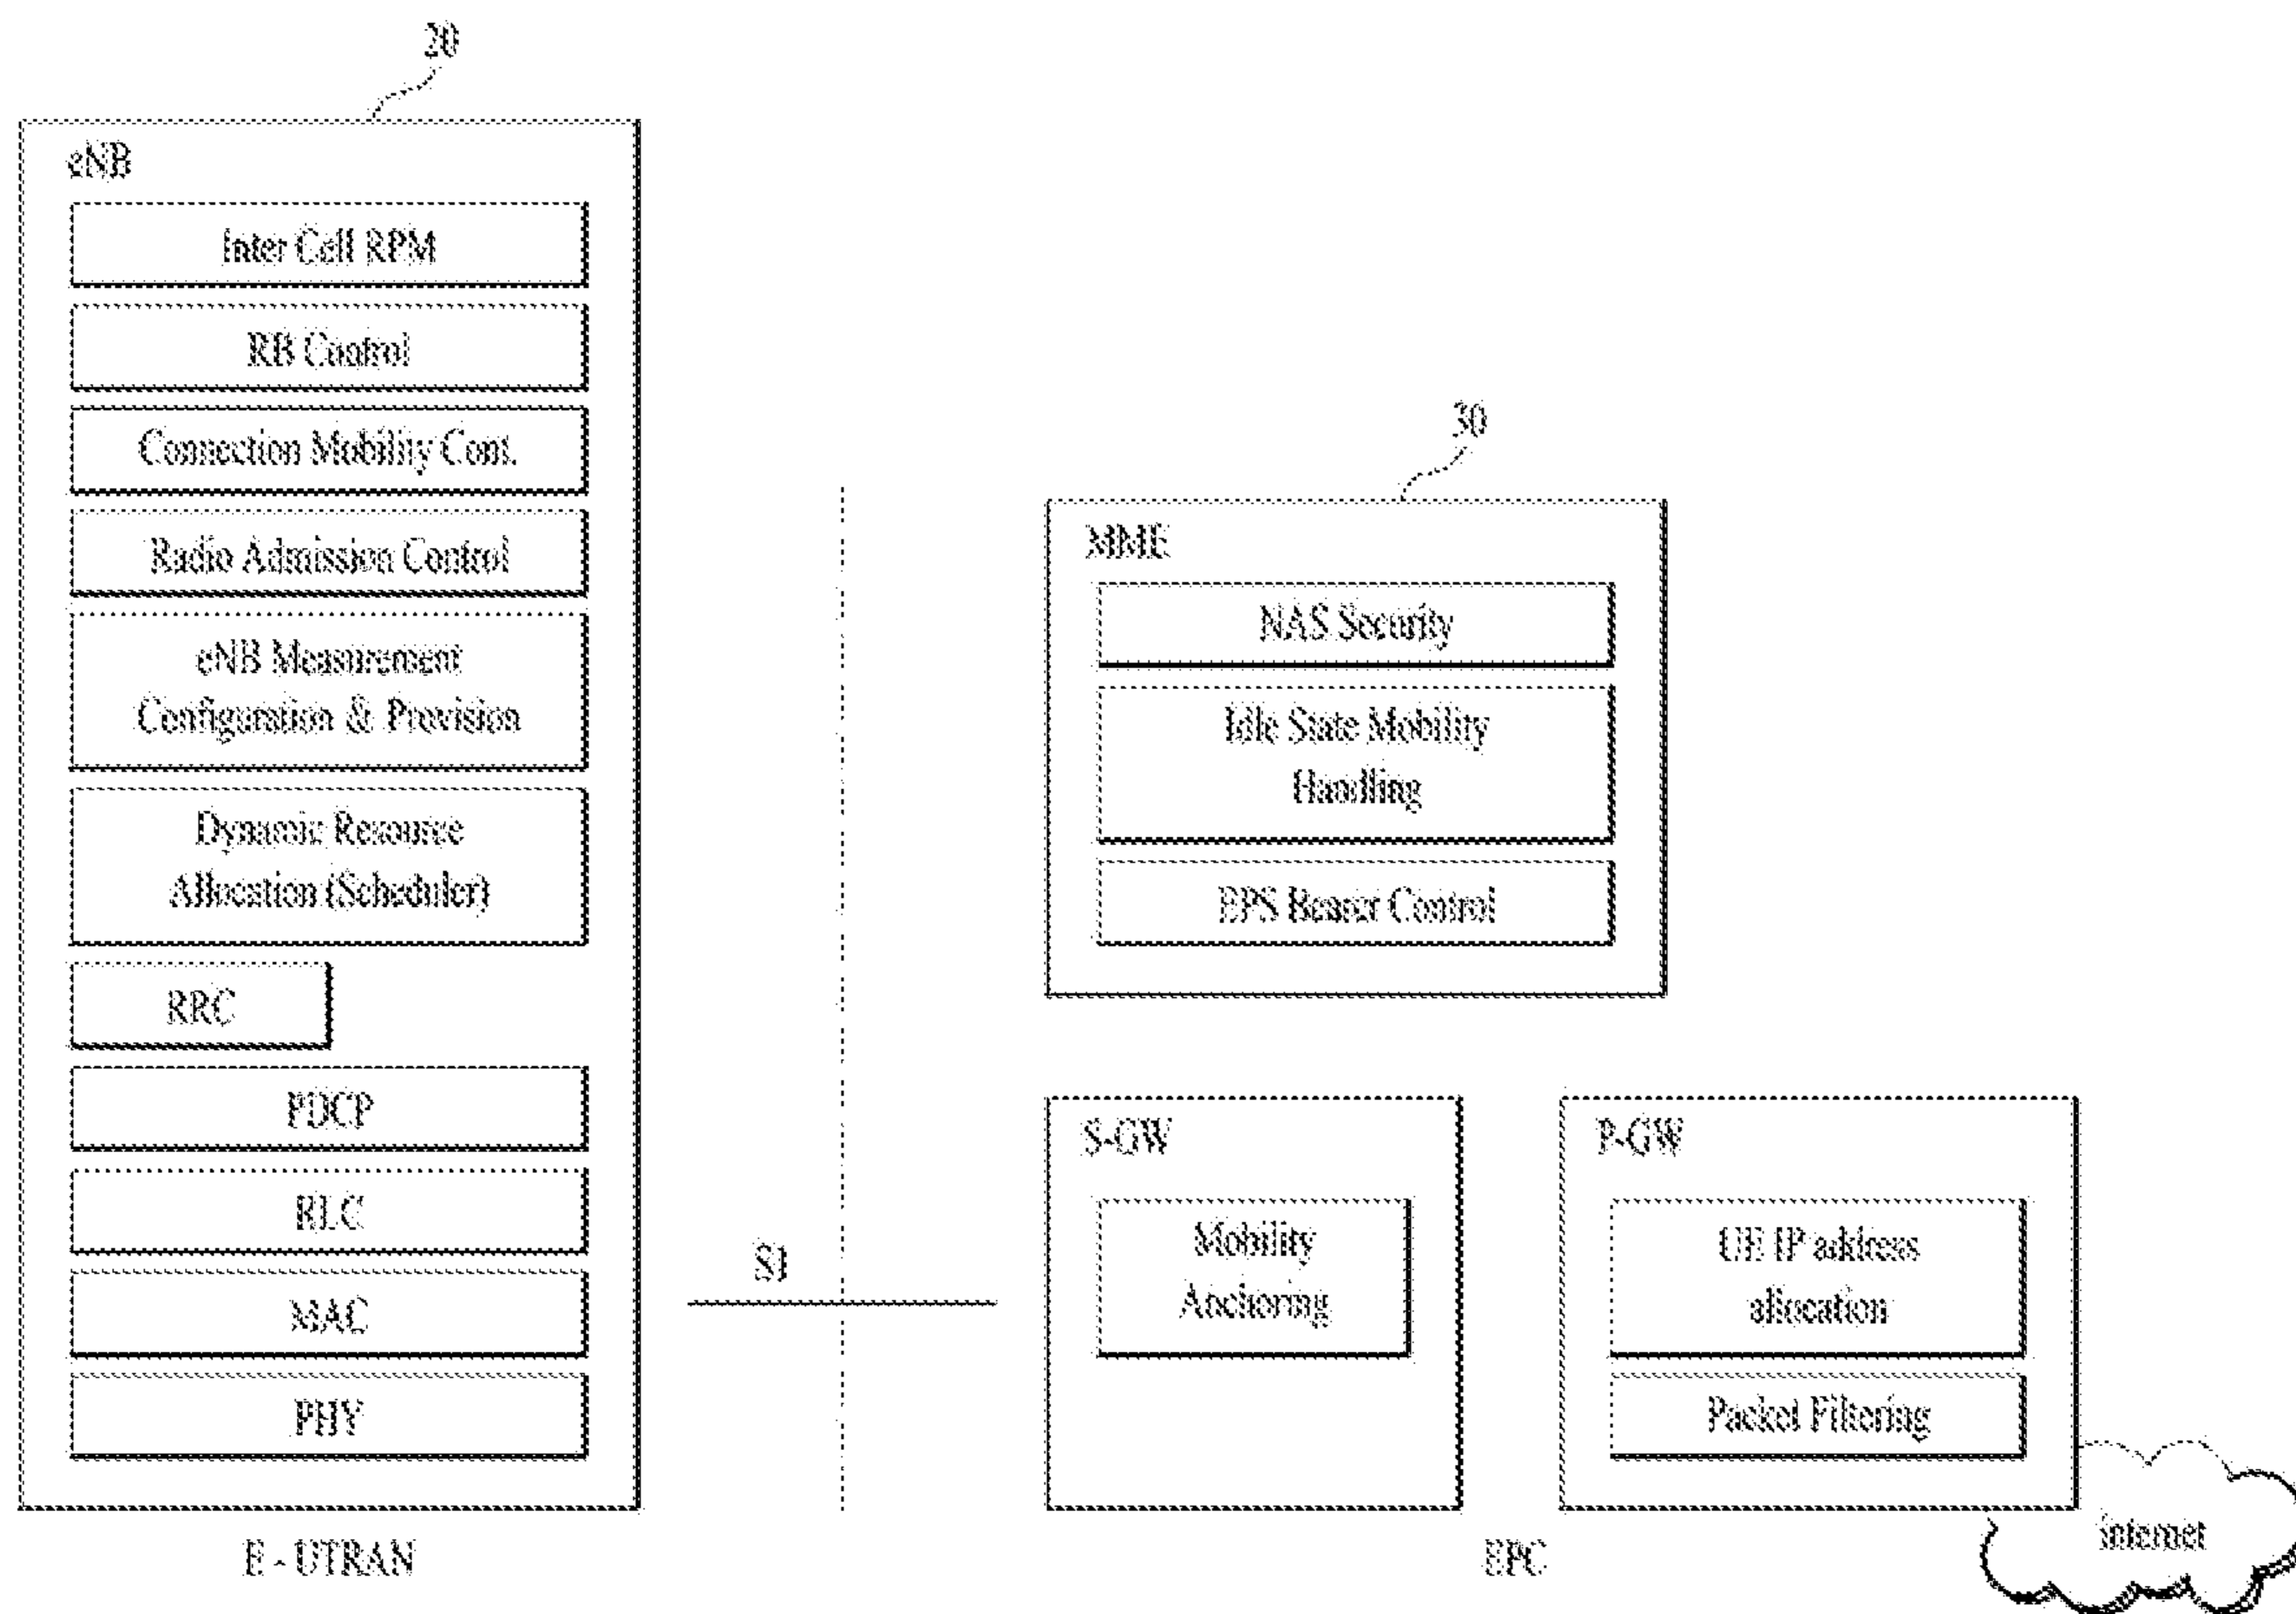 20
eNB
Inter Cell RPM
RB Control
Connection Mobility Cont.
Radio Admission Control
eNB Measurement
Configuration & Provision
Dynamic Resource
Allocation (Scheduler)
RRC
PDCP
RLC
MAC
PHY
E - UTRAN
S1
30
MME
NAS Security
Idle State Mobility
Handling
EPS Bearer Control
S-GW
Mobility
Anchoring
P-GW
UE IP address
allocation
Packet Filtering
EPC
internet